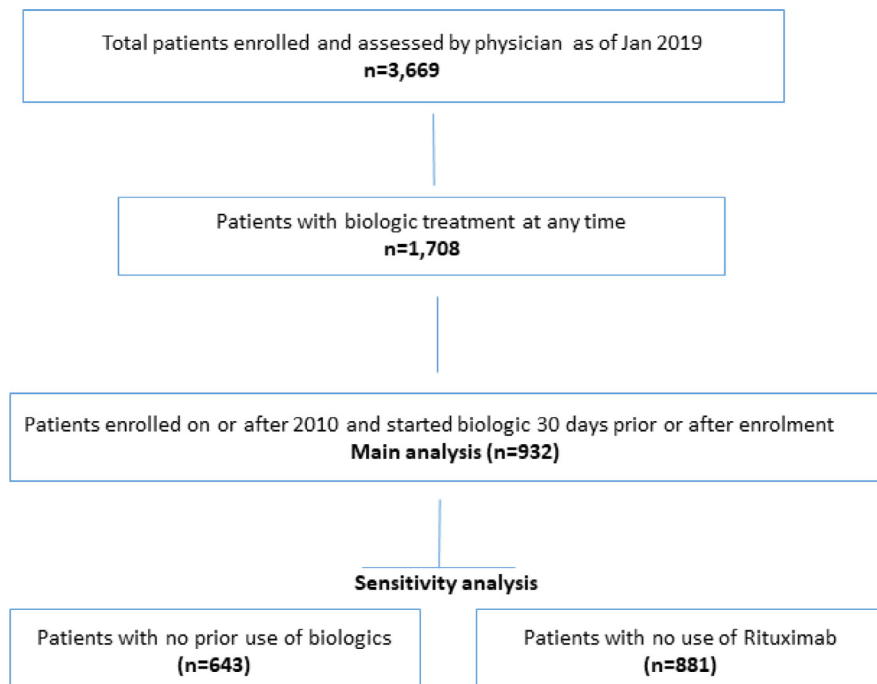 Total patients enrolled and assessed by physician as of Jan 2019
n=3,669
Patients with biologic treatment at any time
n=1,708
Patients enrolled on or after 2010 and started biologic 30 days prior or after enrolment
Main analysis (n=932)
Sensitivity analysis
Patients with no prior use of biologics
(n=643)
Patients with no use of Rituximab
(n=881)